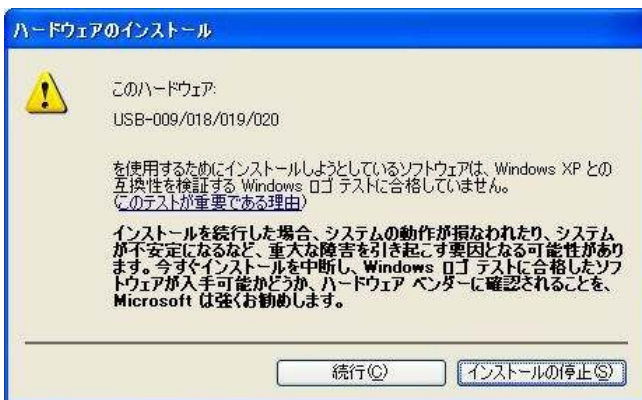 ハードウェアのインストール
このハードウェア:
USB-009/018/019/020
を使用するためにインストールしようとしているソフトウェアは、Windows XP との
互換性を検証する Windows ロゴ テストに合格していません。
(このテストが重要である理由)
インストールを続行した場合、システムの動作が損なわれたり、システム
が不安定になるなど、重大な障害を引き起こす要因となる可能性があり
ます。今すぐインストールを中断し、Windows ロゴ テストに合格したソフ
トウェアが入手可能かどうか、ハードウェア ベンダーに確認されることを、
Microsoft は強くお勧めします。
続行(C)
インストールの停止(S)